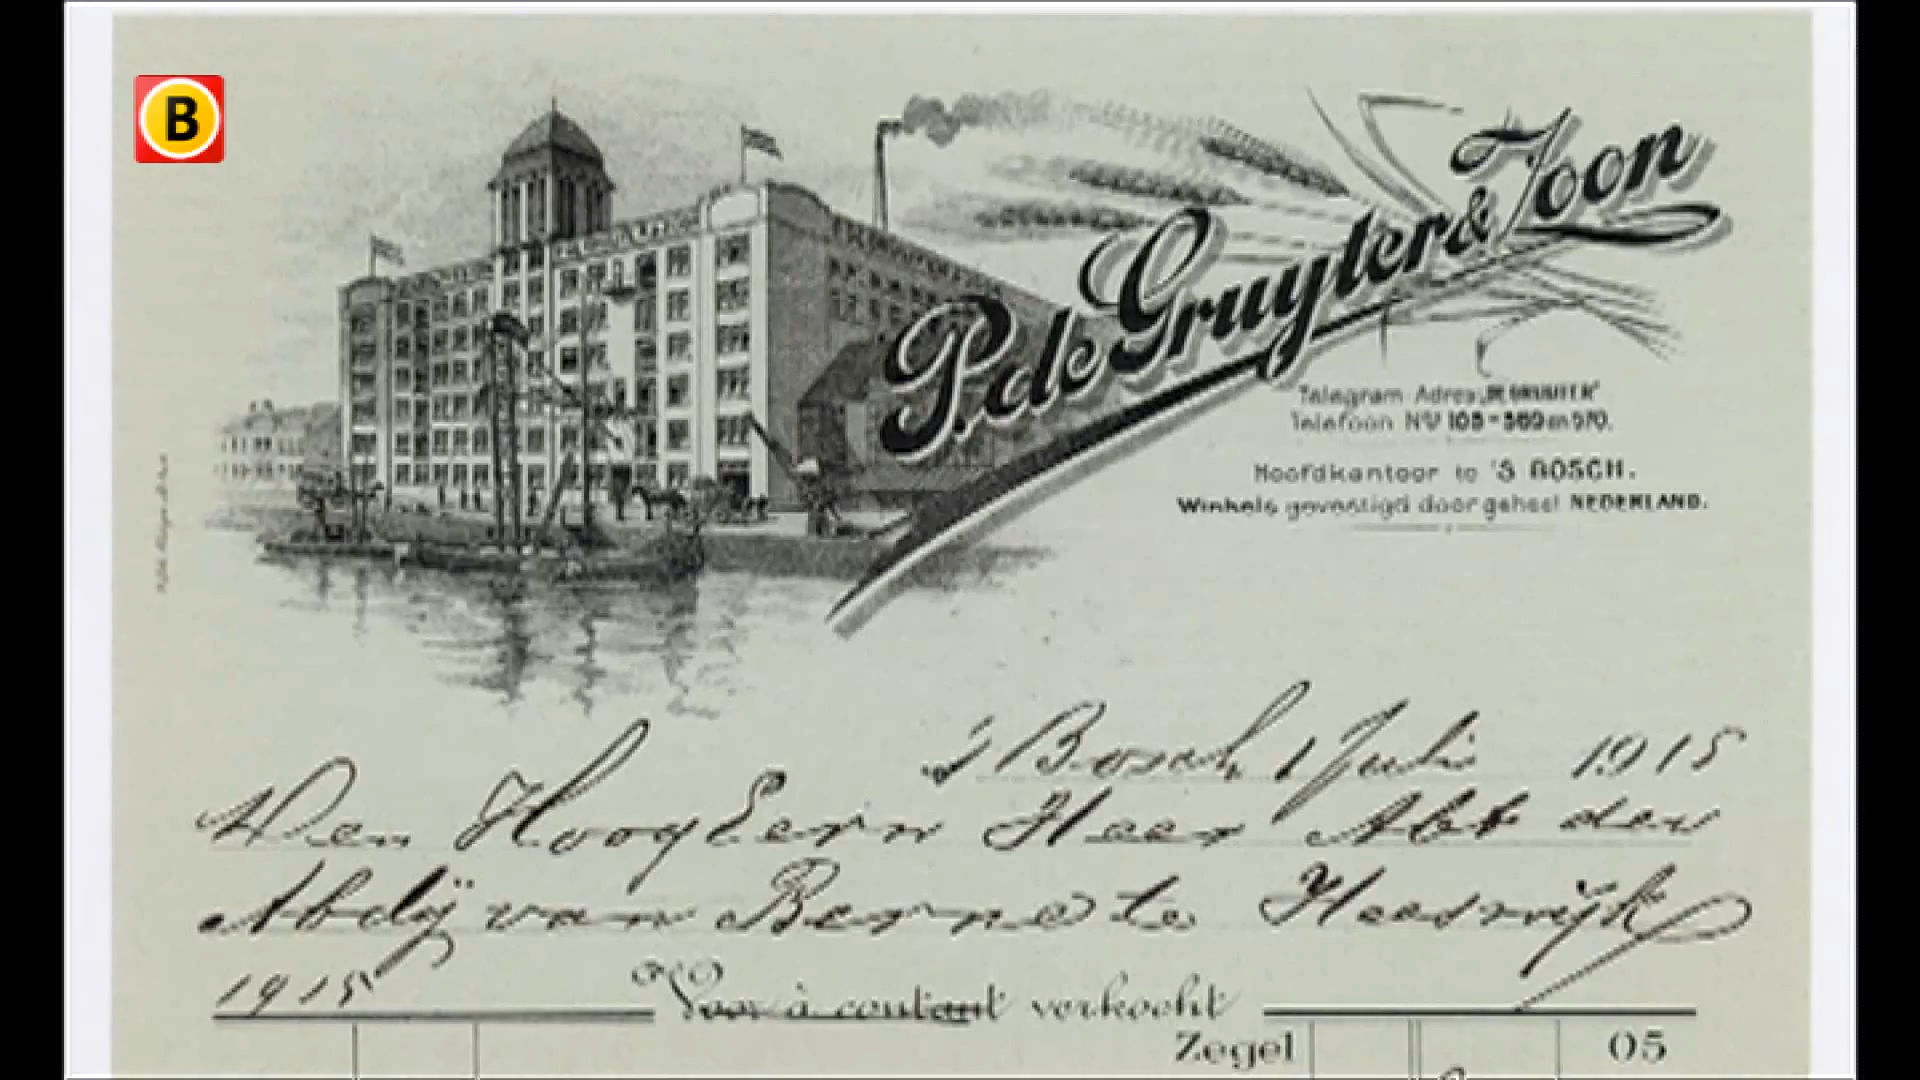 B
P. de Gruyter & Zoon
Telegram Adres „DE GRUIJTER"
Telefoon No 108-569 en 570.
Hoofdkantoor te 'S BOSCH.
Winkels gevestigd door geheel NEDERLAND.
's Bosch, 1 Juli 1915
Den HoogEerw Heer Abt der
Abdij van Berne te Heeswijk
1915 Voor à contant verkocht
Zegel 05